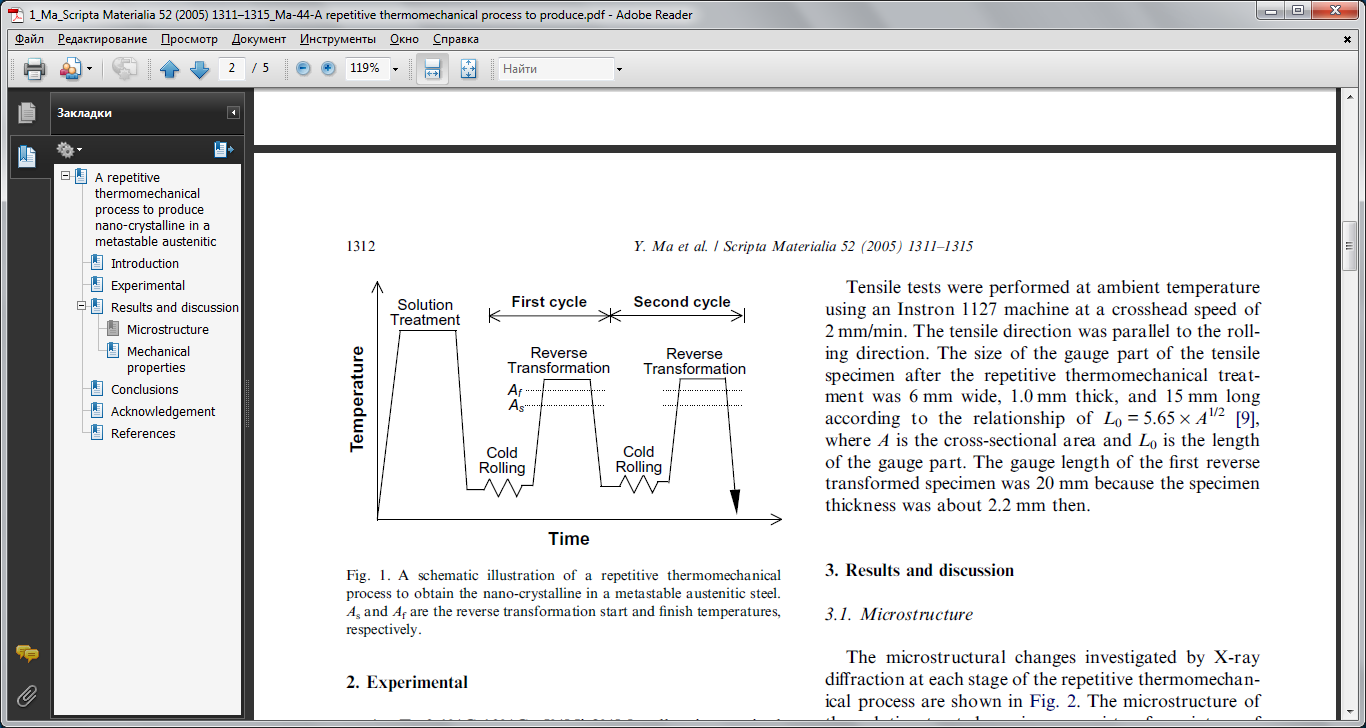 1_Ma_Scripta Materialia 52 (2005) 1311–1315_Ma-44-A repetitive thermomechanical process to produce.pdf - Adobe Reader
Файл Редактирование Просмотр Документ Инструменты Окно Справка
2 / 5 119% Найти
Закладки
A repetitive
thermomechanical
process to produce
nano-crystalline in a
metastable austenitic
Introduction
Experimental
Results and discussion
Microstructure
Mechanical
properties
Conclusions
Acknowledgement
References
1312
Y. Ma et al. / Scripta Materialia 52 (2005) 1311–1315
Temperature
Solution
Treatment
First cycle
Second cycle
Reverse
Transformation
Reverse
Transformation
Af
As
Cold
Rolling
Cold
Rolling
Time
Fig. 1. A schematic illustration of a repetitive thermomechanical
process to obtain the nano-crystalline in a metastable austenitic steel.
As and Af are the reverse transformation start and finish temperatures,
respectively.
2. Experimental
Tensile tests were performed at ambient temperature
using an Instron 1127 machine at a crosshead speed of
2 mm/min. The tensile direction was parallel to the roll-
ing direction. The size of the gauge part of the tensile
specimen after the repetitive thermomechanical treat-
ment was 6 mm wide, 1.0 mm thick, and 15 mm long
according to the relationship of L0 = 5.65 × A1/2 [9],
where A is the cross-sectional area and L0 is the length
of the gauge part. The gauge length of the first reverse
transformed specimen was 20 mm because the specimen
thickness was about 2.2 mm then.
3. Results and discussion
3.1. Microstructure
The microstructural changes investigated by X-ray
diffraction at each stage of the repetitive thermomechan-
ical process are shown in Fig. 2. The microstructure of